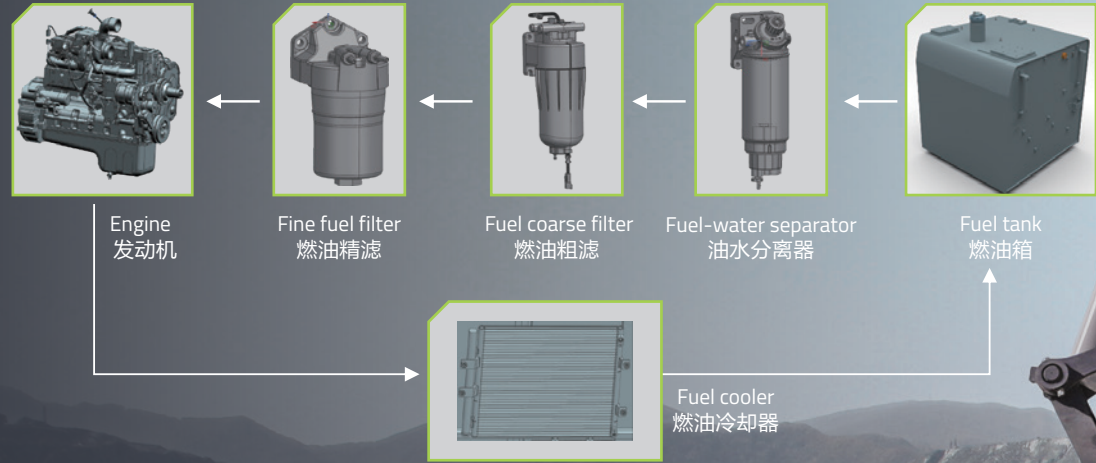 Engine
发动机
Fine fuel filter
燃油精滤
Fuel coarse filter
燃油粗滤
Fuel-water separator
油水分离器
Fuel tank
燃油箱
Fuel cooler
燃油冷却器